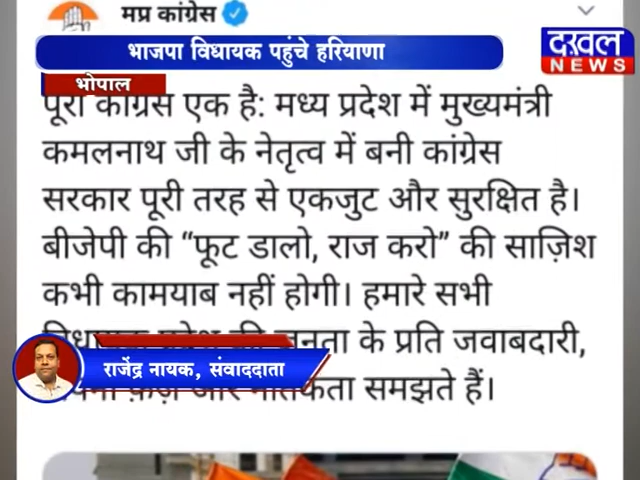 मप्र कांग्रेस
भाजपा विधायक पहुंचे हरियाणा
दख़ल
NEWS
भोपाल
पूरी कांग्रेस एक है: मध्य प्रदेश में मुख्यमंत्री
कमलनाथ जी के नेतृत्व में बनी कांग्रेस
सरकार पूरी तरह से एकजुट और सुरक्षित है।
बीजेपी की “फूट डालो, राज करो” की साज़िश
कभी कामयाब नहीं होगी। हमारे सभी
के प्रति जवाबदारी,
राजेंद्र नायक, संवाददाता
समझते हैं।